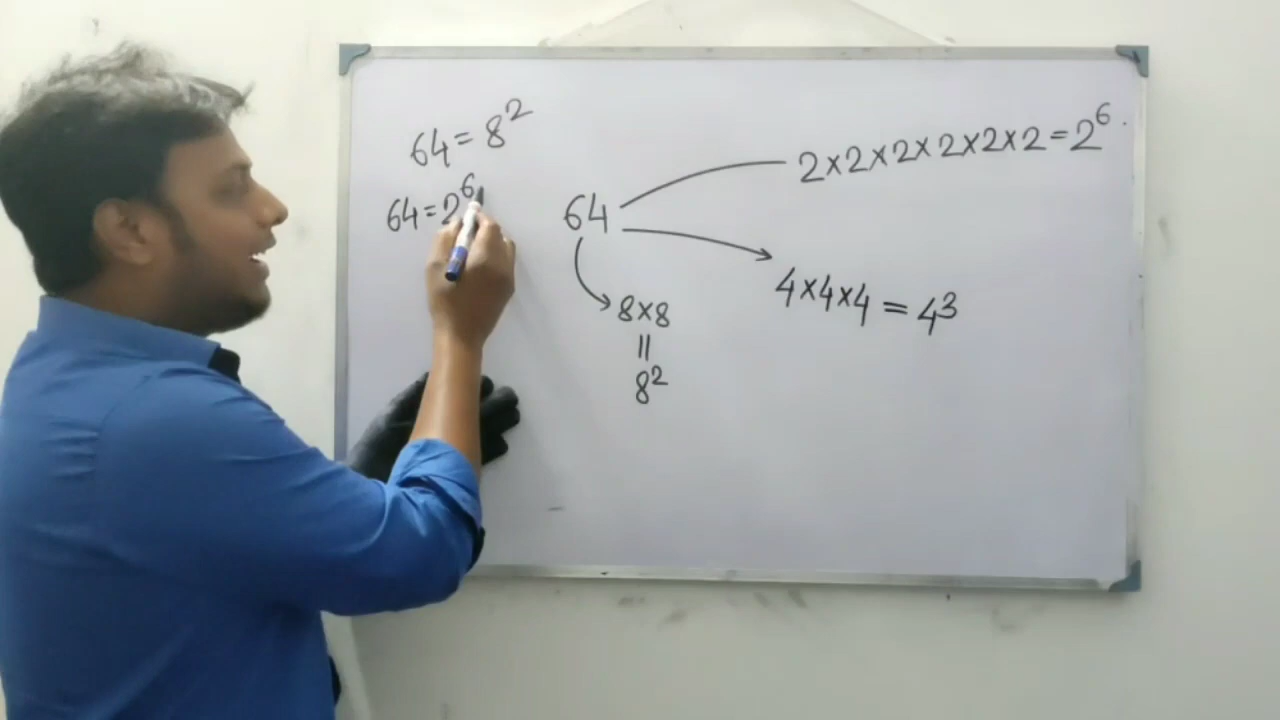 64 = 8²
64 = 2⁶
64
2×2×2×2×2×2 = 2⁶.
4×4×4 = 4³
8×8
||
8²